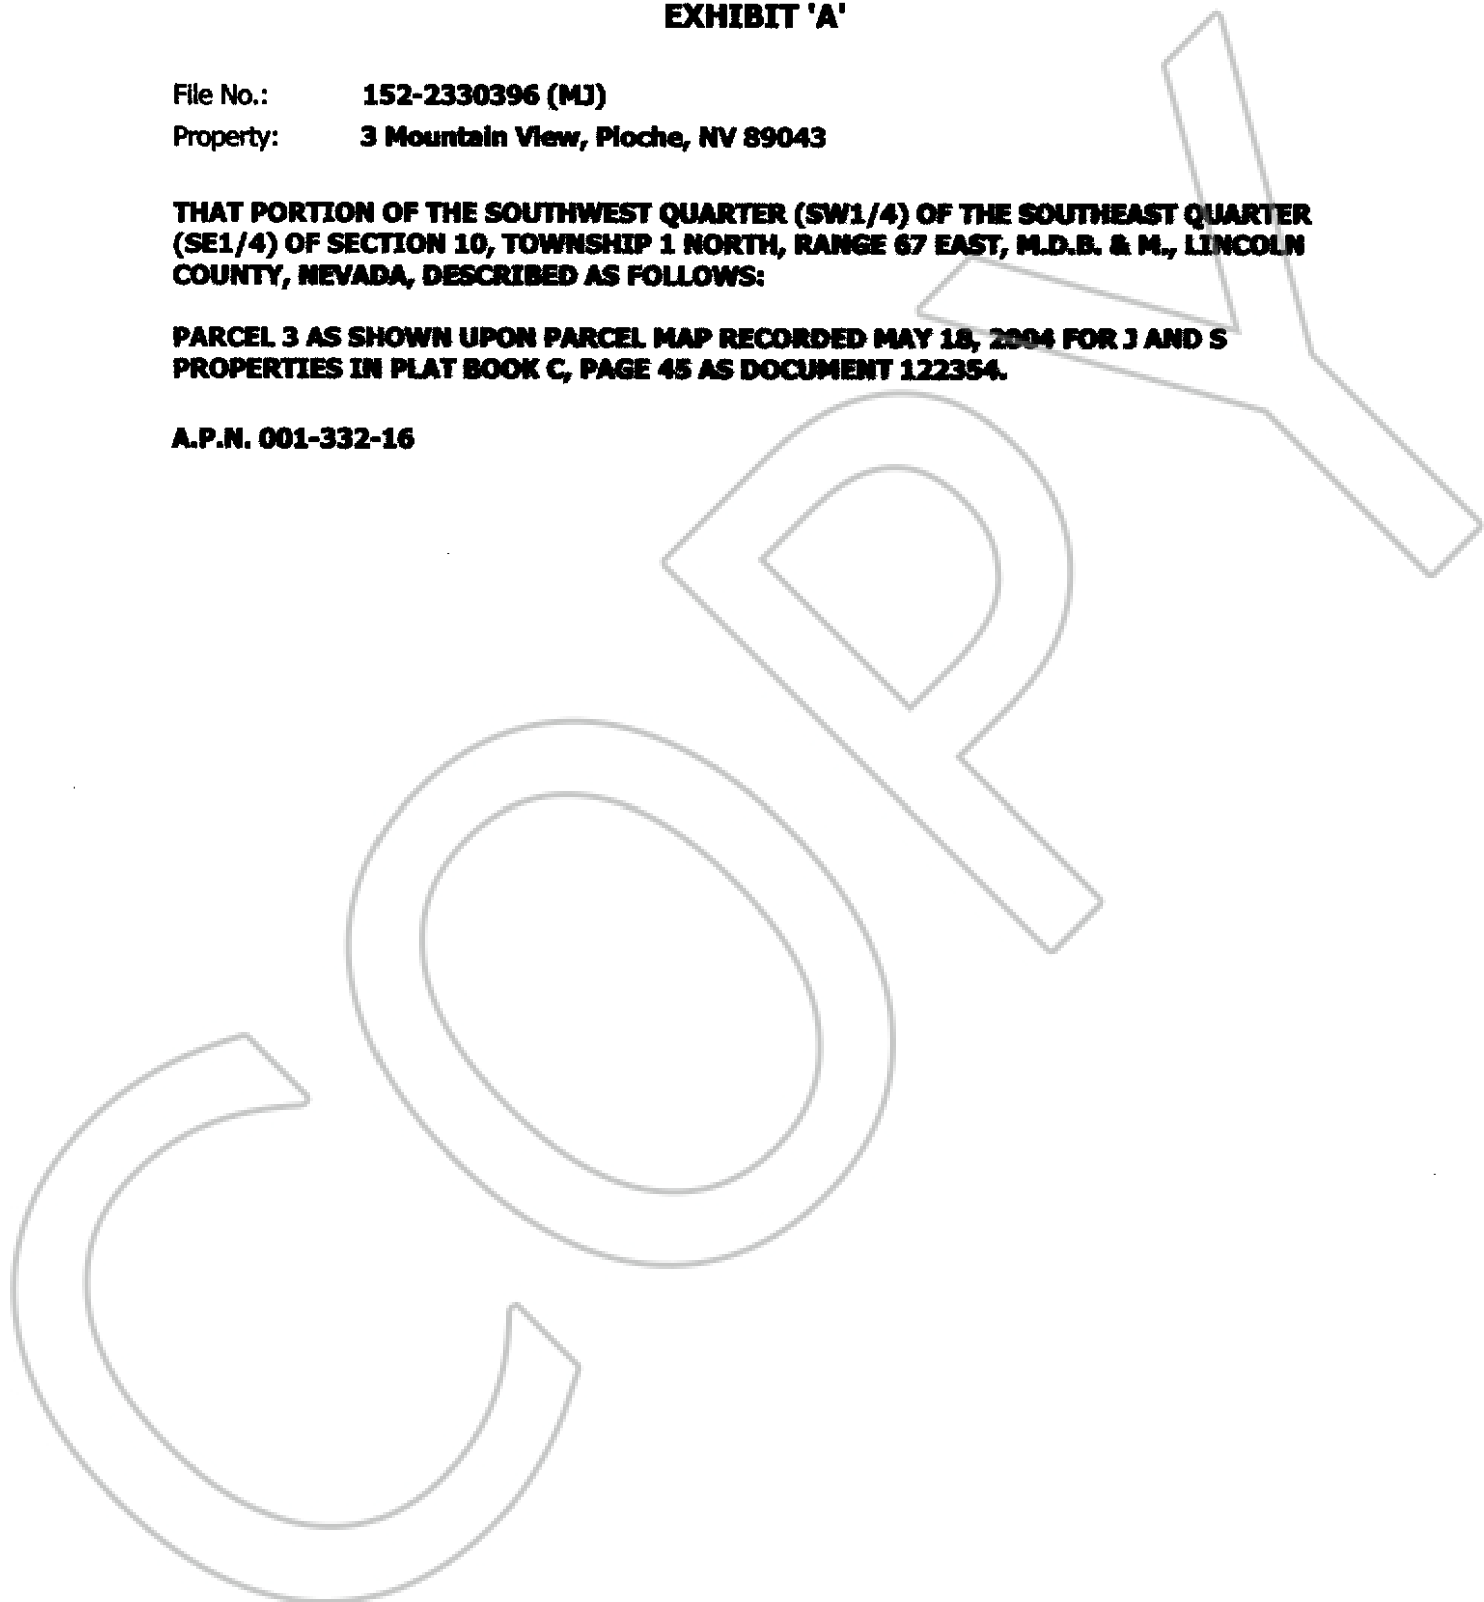 EXHIBIT 'A'
File No.: 152-2330396 (MJ)
Property: 3 Mountain View, Pioche, NV 89043
THAT PORTION OF THE SOUTHWEST QUARTER (SW1/4) OF THE SOUTHEAST QUARTER
(SE1/4) OF SECTION 10, TOWNSHIP 1 NORTH, RANGE 67 EAST, M.D.B. & M., LINCOLN
COUNTY, NEVADA, DESCRIBED AS FOLLOWS:
PARCEL 3 AS SHOWN UPON PARCEL MAP RECORDED MAY 18, 2004 FOR J AND S
PROPERTIES IN PLAT BOOK C, PAGE 45 AS DOCUMENT 122354.
A.P.N. 001-332-16
COPY